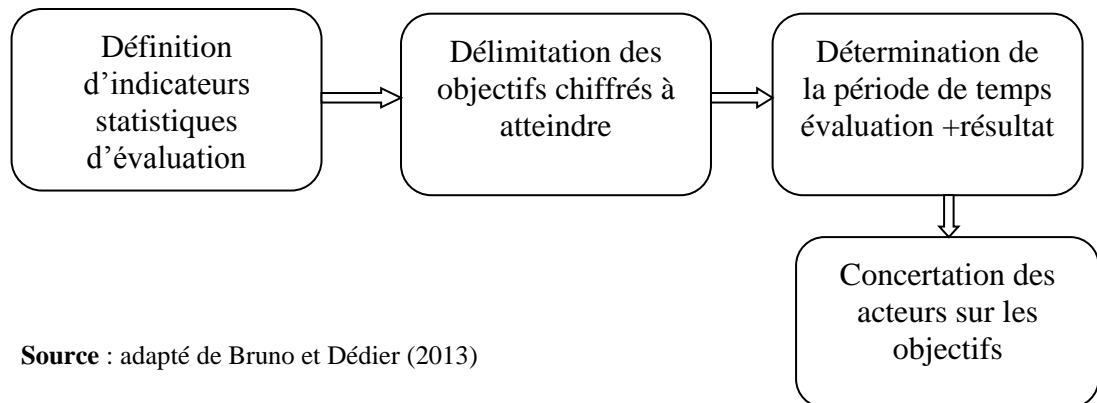 Définition
d’indicateurs
statistiques
d’évaluation
Délimitation des
objectifs chiffrés à
atteindre
Détermination de
la période de temps
évaluation +résultat
Concertation des
acteurs sur les
objectifs
Source : adapté de Bruno et Dédier (2013)